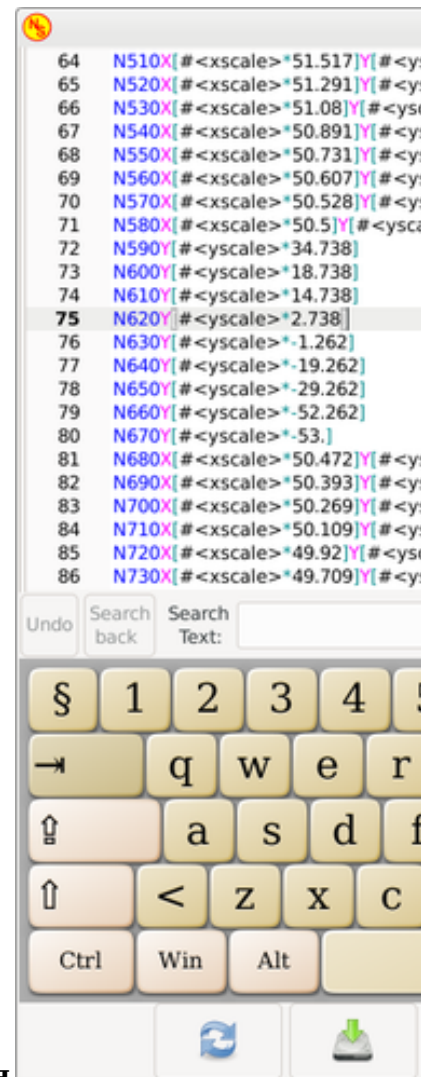 64 N510X[#<xscale>*51.517]Y[#<ys
65 N520X[#<xscale>*51.291]Y[#<ys
66 N530X[#<xscale>*51.08]Y[#<ysc
67 N540X[#<xscale>*50.891]Y[#<ys
68 N550X[#<xscale>*50.731]Y[#<ys
69 N560X[#<xscale>*50.607]Y[#<ys
70 N570X[#<xscale>*50.528]Y[#<ys
71 N580X[#<xscale>*50.5]Y[#<ysca
72 N590Y[#<yscale>*34.738]
73 N600Y[#<yscale>*18.738]
74 N610Y[#<yscale>*14.738]
75 N620Y[#<yscale>*2.738]
76 N630Y[#<yscale>*-1.262]
77 N640Y[#<yscale>*-19.262]
78 N650Y[#<yscale>*-29.262]
79 N660Y[#<yscale>*-52.262]
80 N670Y[#<yscale>*-53.]
81 N680X[#<xscale>*50.472]Y[#<ys
82 N690X[#<xscale>*50.393]Y[#<ys
83 N700X[#<xscale>*50.269]Y[#<ys
84 N710X[#<xscale>*50.109]Y[#<ys
85 N720X[#<xscale>*49.92]Y[#<ysc
86 N730X[#<xscale>*49.709]Y[#<ys
Undo Search back Search Text:
§ 1 2 3 4
⇥ q w e r
⇪ a s d f
⇧ < z x c
Ctrl Win Alt